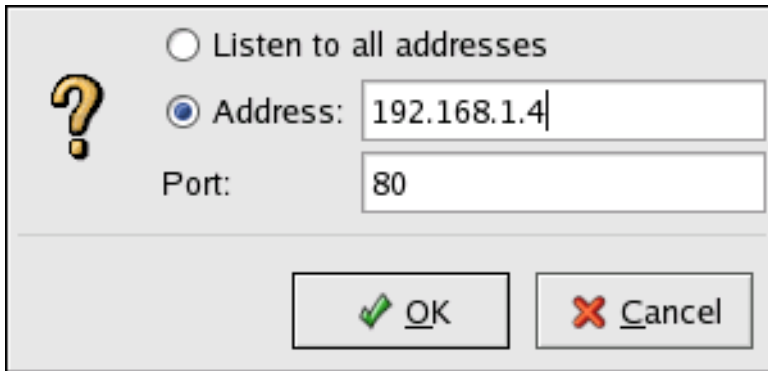 Listen to all addresses
Address: 192.168.1.4
Port: 80
OK Cancel